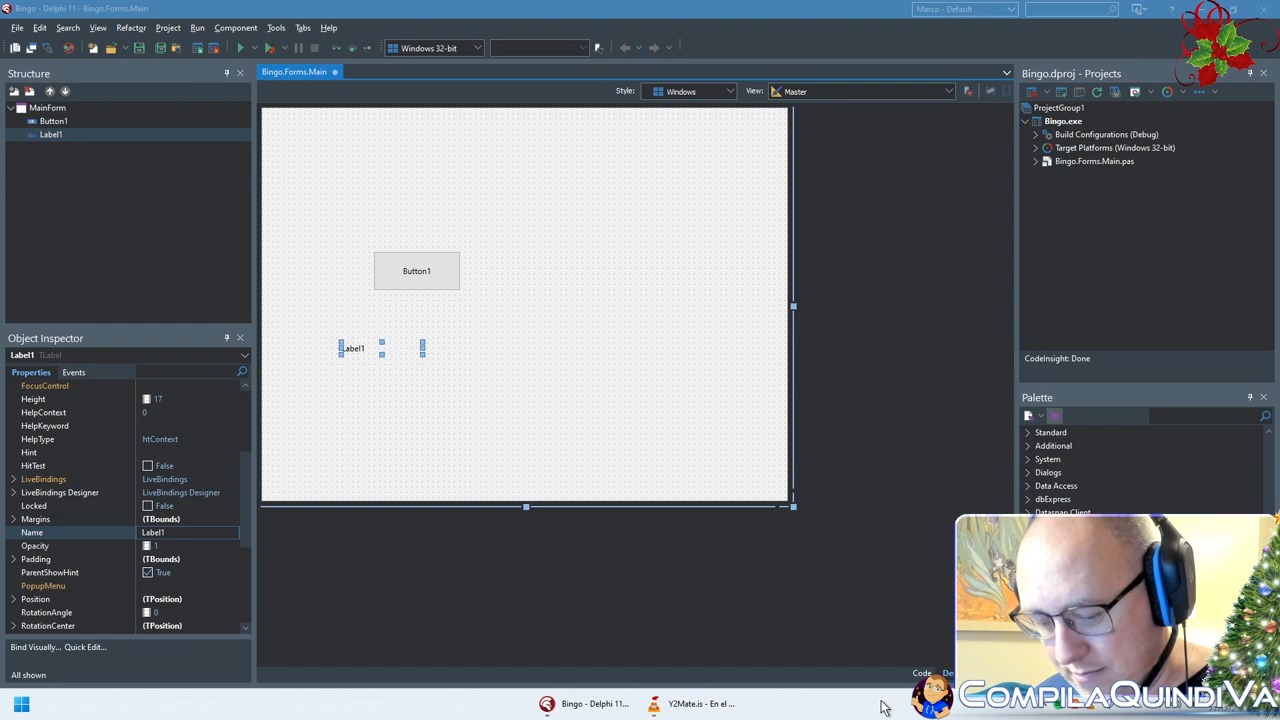 Bingo - Delphi 11 - Bingo.Forms.Main
Marco - Default
File Edit Search View Refactor Project Run Component Tools Tabs Help
Windows 32-bit
Structure
Bingo.Forms.Main
Bingo.dproj - Projects
Style: Windows View: Master
MainForm
Button1
Label1
ProjectGroup1
Bingo.exe
Build Configurations (Debug)
Target Platforms (Windows 32-bit)
Bingo.Forms.Main.pas
Button1
Label1
Object Inspector
Label1 TLabel
Properties Events
FocusControl
Height 17
HelpContext 0
HelpKeyword
HelpType htContext
Hint
HitTest False
LiveBindings LiveBindings
LiveBindings Designer LiveBindings Designer
Locked False
Margins (TBounds)
Name Label1
Opacity 1
Padding (TBounds)
ParentShowHint True
PopupMenu
Position (TPosition)
RotationAngle 0
RotationCenter (TPosition)
Bind Visually... Quick Edit...
All shown
CodeInsight: Done
Palette
Standard
Additional
System
Dialogs
Data Access
dbExpress
Datasnap Client
Code De
Bingo - Delphi 11... Y2Mate.is - En el ...
COMPILAQUINDIVA